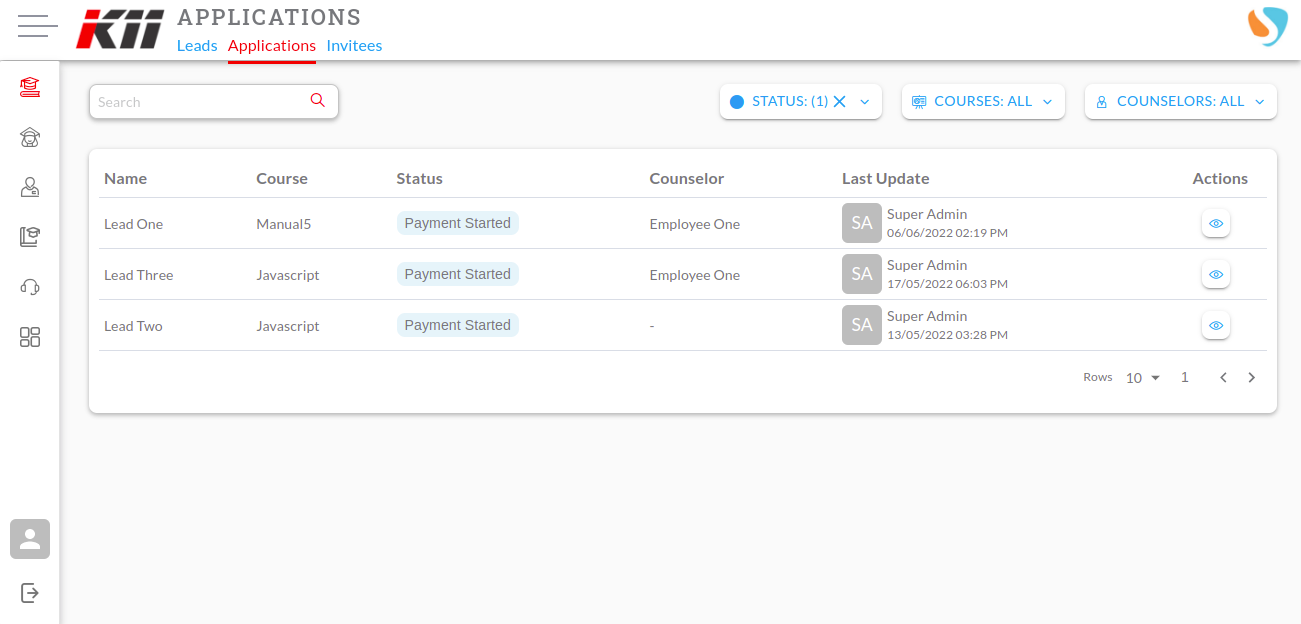 KTI
APPLICATIONS
Leads Applications Invitees
Search
STATUS: (1)
COURSES: ALL
COUNSELORS: ALL
Name Course Status Counselor Last Update Actions
Lead One Manual5 Payment Started Employee One SA Super Admin
06/06/2022 02:19 PM
Lead Three Javascript Payment Started Employee One SA Super Admin
17/05/2022 06:03 PM
Lead Two Javascript Payment Started - SA Super Admin
13/05/2022 03:28 PM
Rows 10 1